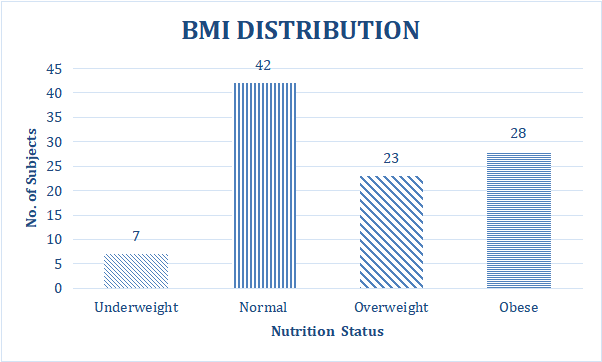 BMI DISTRIBUTION
No. of Subjects
45
40
35
30
25
20
15
10
5
0
7
42
23
28
Underweight
Normal
Overweight
Obese
Nutrition Status